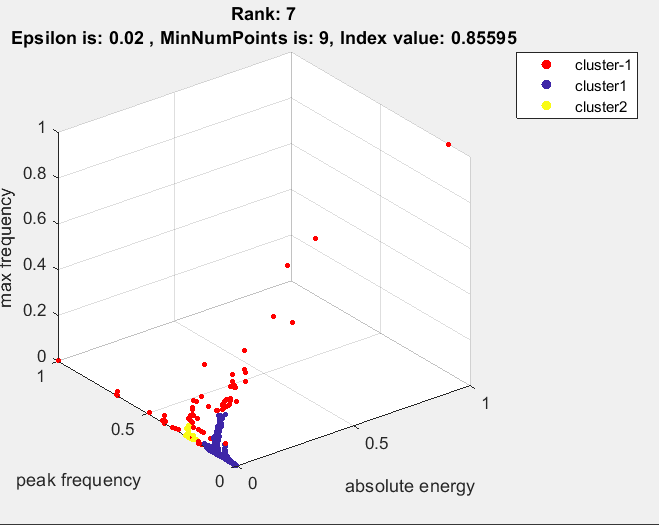 Rank: 7
Epsilon is: 0.02 , MinNumPoints is: 9, Index value: 0.85595
cluster-1
cluster1
cluster2
1
0.8
0.6
0.4
0.2
0
max frequency
1
0.5
0
peak frequency
0
0.5
1
absolute energy